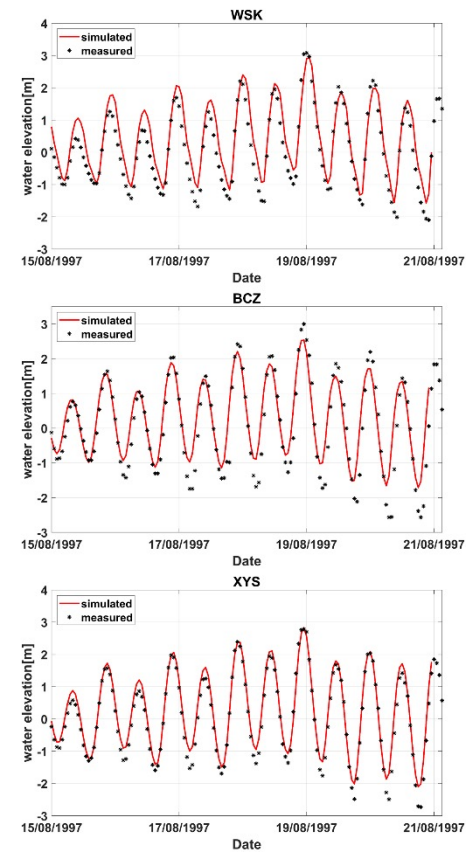 WSK
simulated
measured
water elevation[m]
4
3
2
1
0
-1
-2
-3
15/08/1997 17/08/1997 19/08/1997 21/08/1997
Date
BCZ
simulated
measured
water elevation[m]
3
2
1
0
-1
-2
-3
15/08/1997 17/08/1997 19/08/1997 21/08/1997
Date
XYS
simulated
measured
water elevation[m]
4
3
2
1
0
-1
-2
-3
15/08/1997 17/08/1997 19/08/1997 21/08/1997
Date